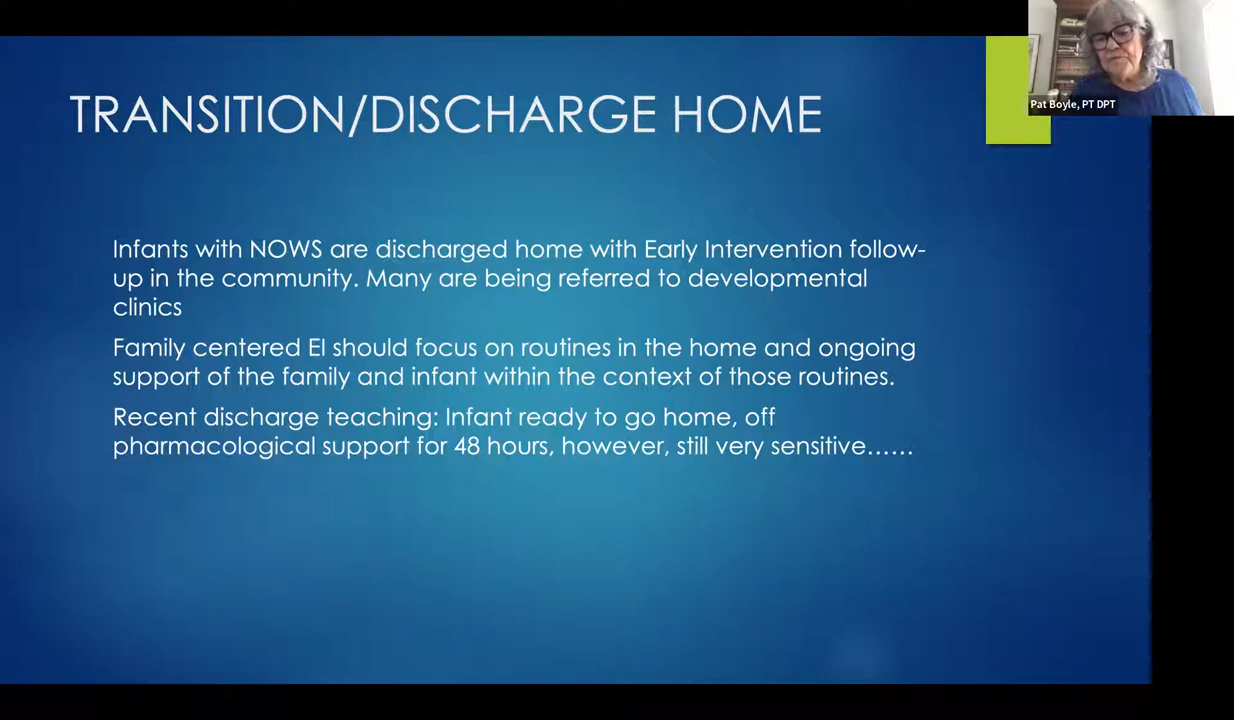 Pat Boyle, PT DPT
TRANSITION/DISCHARGE HOME
Infants with NOWS are discharged home with Early Intervention follow-
up in the community. Many are being referred to developmental
clinics
Family centered EI should focus on routines in the home and ongoing
support of the family and infant within the context of those routines.
Recent discharge teaching: Infant ready to go home, off
pharmacological support for 48 hours, however, still very sensitive……